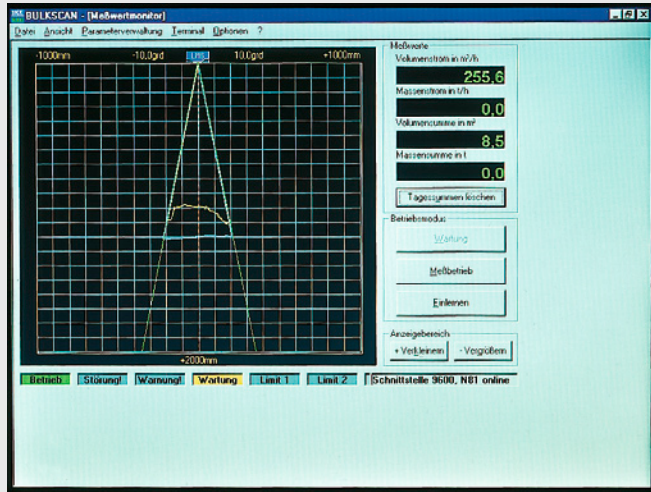 BULKSCAN - [Meßwertmonitor]
Datei Ansicht Parameterverwaltung Terminal Optionen ?
-1000mm -10,0grd LMS 10,0grd +1000mm
+2000mm
Meßwerte
Volumenstrom in m³/h
255,6
Massenstrom in t/h
0,0
Volumensumme in m³
8,5
Massensumme in t
0,0
Tagessummen löschen
Betriebsmodus
Wartung
Meßbetrieb
Einlernen
Anzeigebereich
+ Verkleinern - Vergrößern
Betrieb Störung! Warnung! Wartung Limit 1 Limit 2 Schnittstelle 9600, N81 online